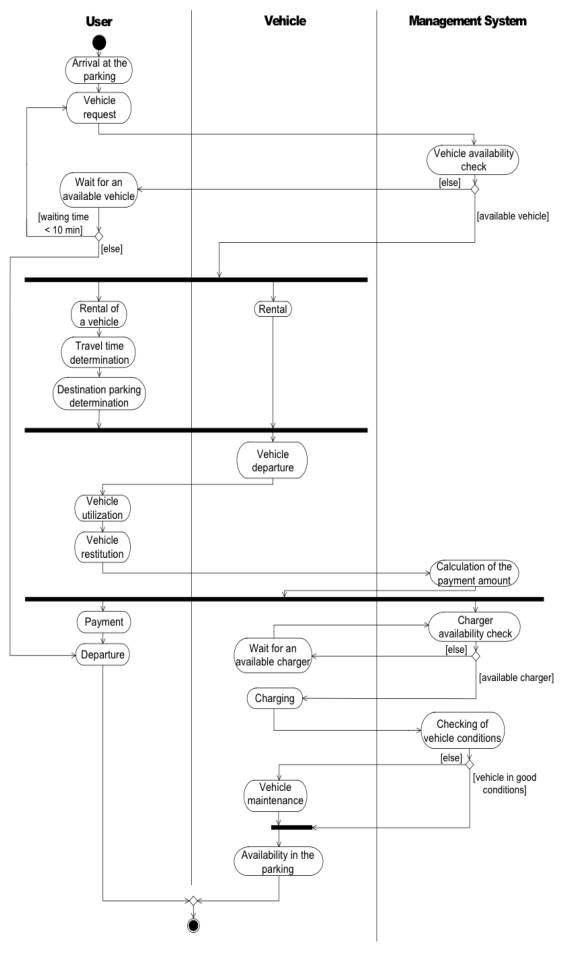 User
Vehicle
Management System
Arrival at the
parking
Vehicle
request
Vehicle availability
check
[else]
Wait for an
available vehicle
[available vehicle]
[waiting time
< 10 min]
[else]
Rental of
a vehicle
Rental
Travel time
determination
Destination parking
determination
Vehicle
departure
Vehicle
utilization
Vehicle
restitution
Calculation of the
payment amount
Payment
Charger
availability check
Departure
Wait for an
available charger
[else]
[available charger]
Charging
Checking of
vehicle conditions
[else]
[vehicle in good
conditions]
Vehicle
maintenance
Availability in the
parking